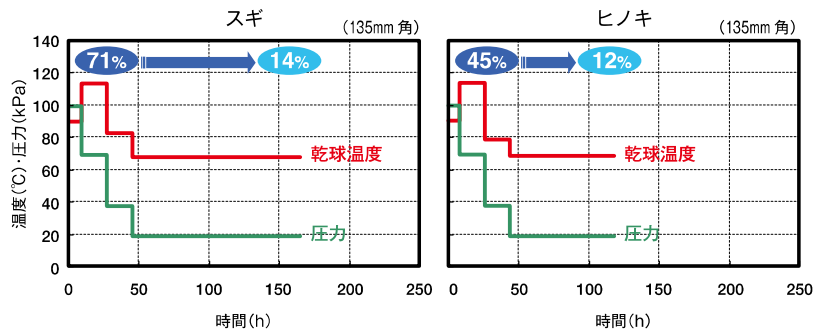 スギ
(135mm 角)
温度(℃)・圧力(kPa)
140
120
100
80
60
40
20
0
71%
14%
乾球温度
圧力
0 50 100 150 200 250
時間(h)
ヒノキ
(135mm 角)
45%
12%
乾球温度
圧力
0 50 100 150 200 250
時間(h)